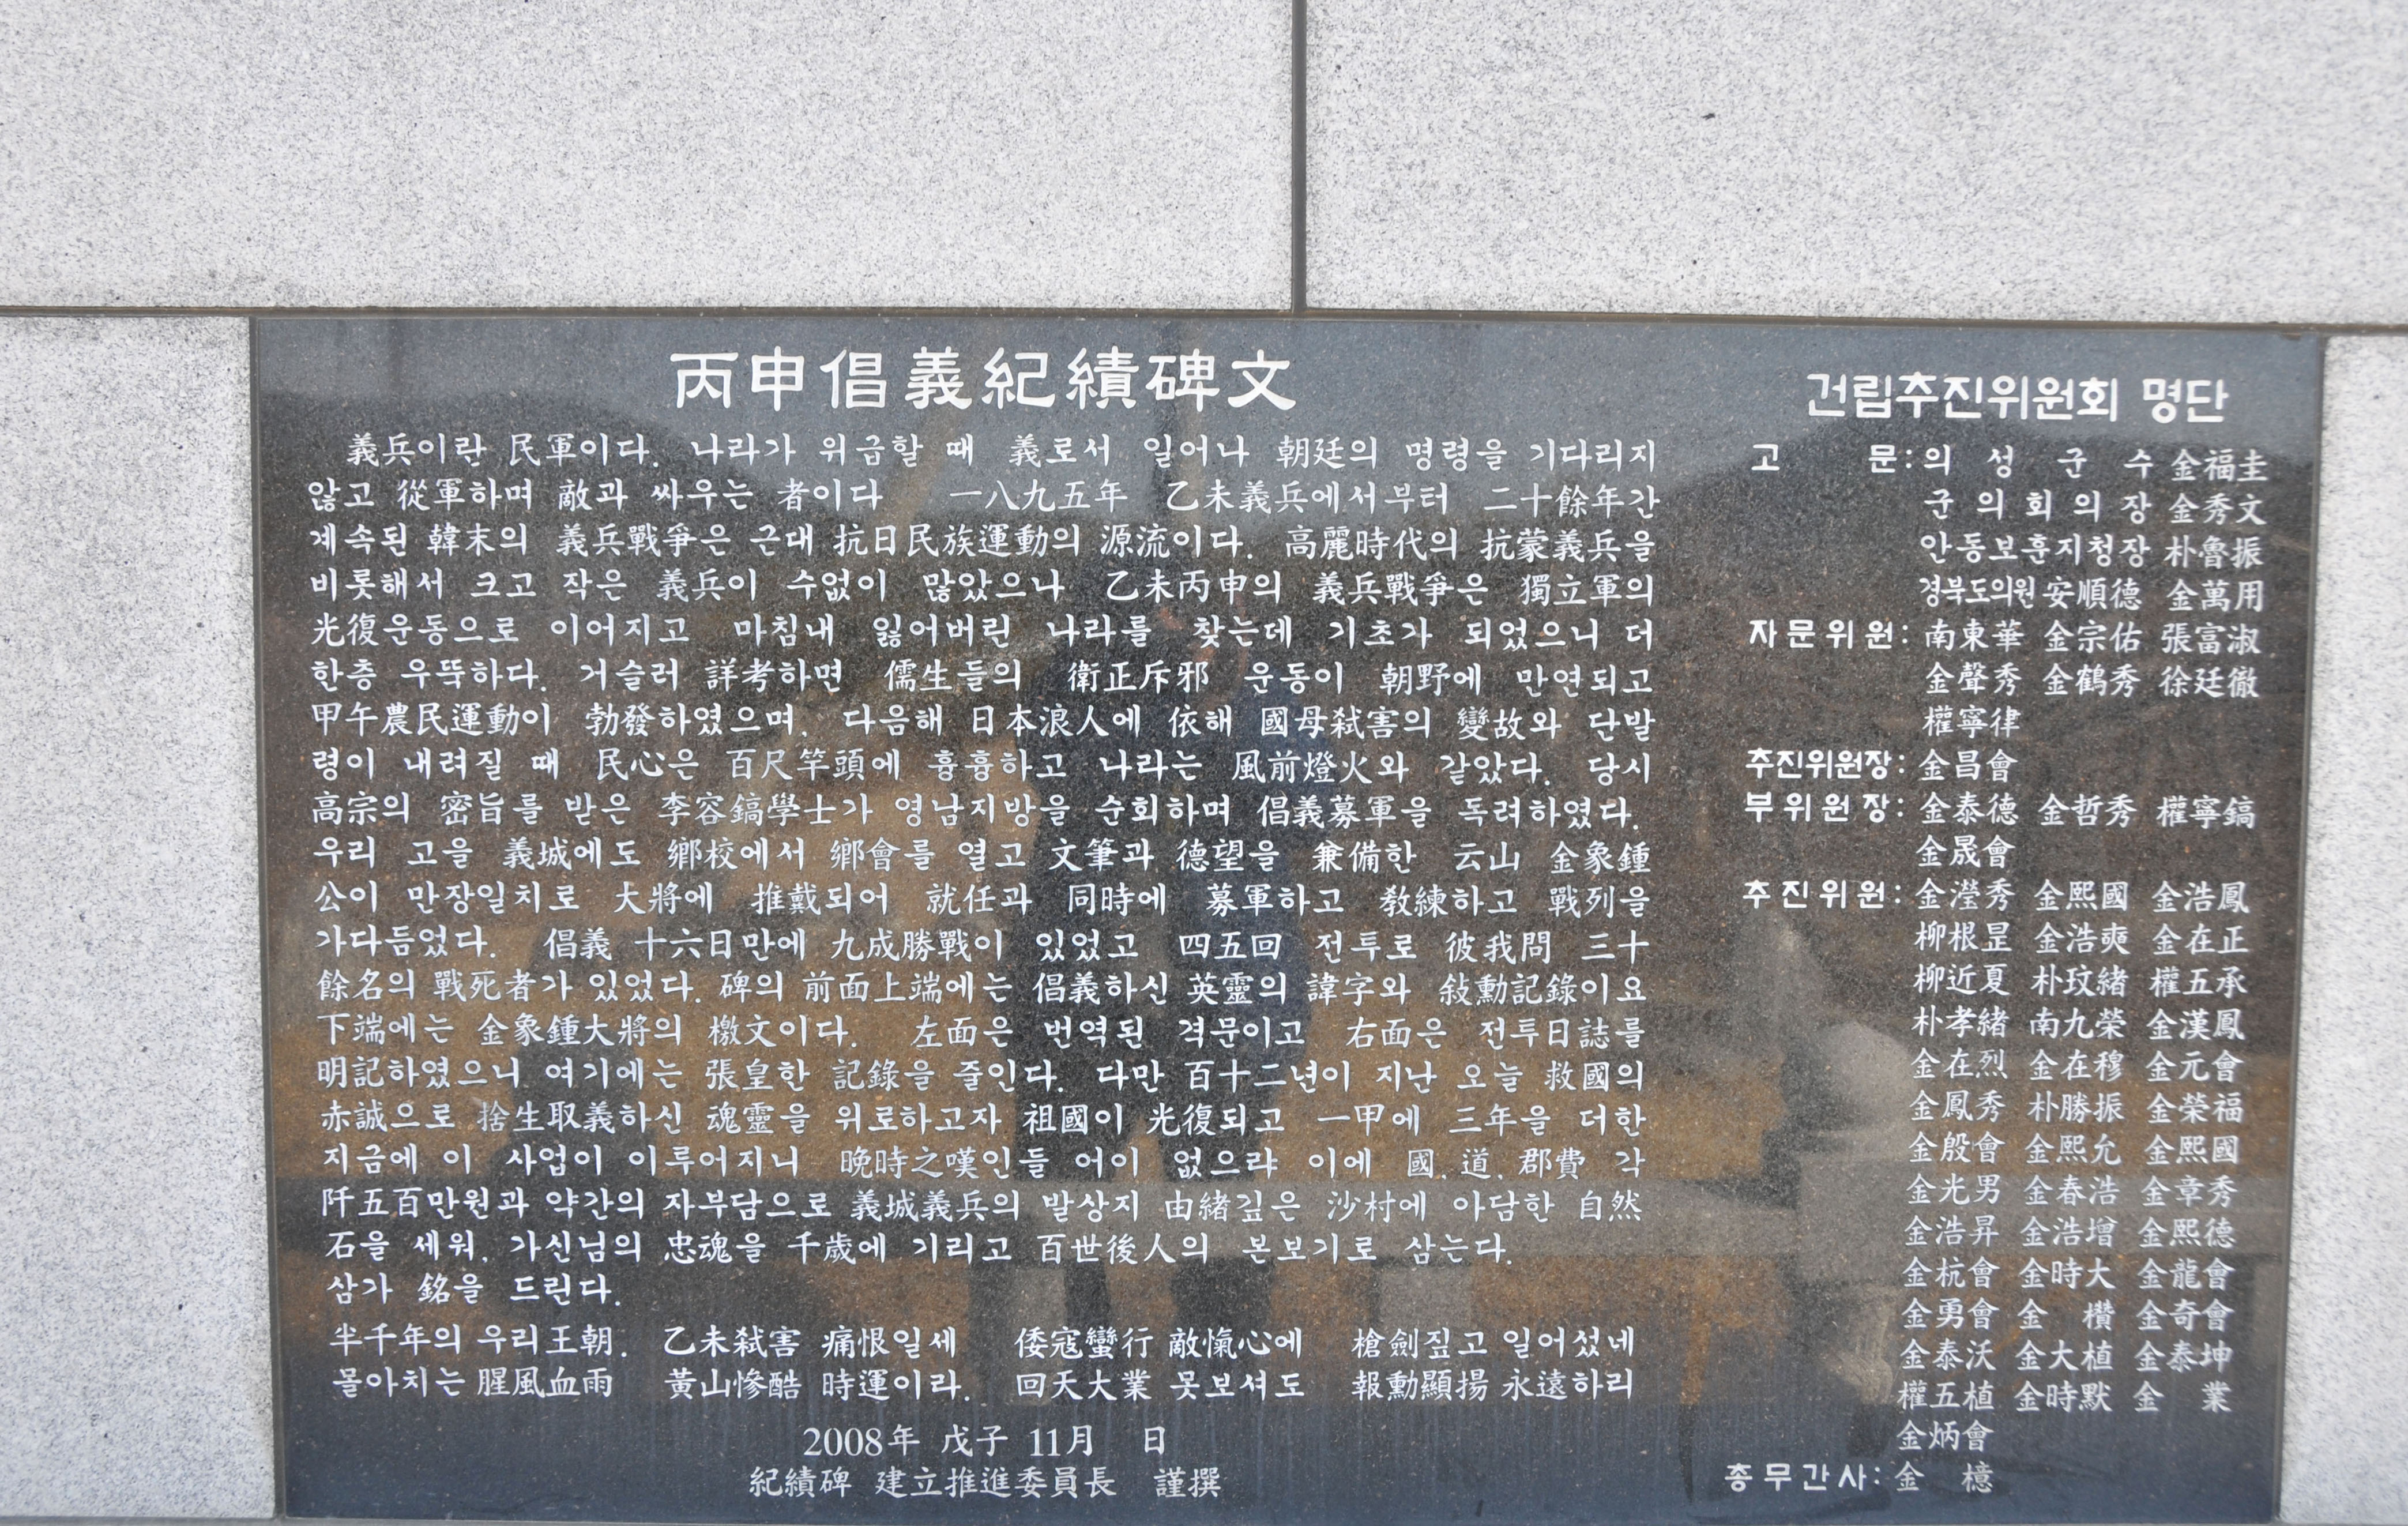 丙申倡義紀績碑文
義兵이란 民軍이다. 나라가 위급할 때 義로서 일어나 朝廷의 명령을 기다리지
않고 從軍하며 敵과 싸우는 者이다 一八九五年 乙未義兵에서부터 二十餘年간
계속된 韓末의 義兵戰爭은 근대 抗日民族運動의 源流이다. 高麗時代의 抗蒙義兵을
비롯해서 크고 작은 義兵이 수없이 많았으나 乙未丙申의 義兵戰爭은 獨立軍의
光復운동으로 이어지고 마침내 잃어버린 나라를 찾는데 기초가 되었으니 더
한층 우뚝하다. 거슬러 詳考하면 儒生들의 衛正斥邪 운동이 朝野에 만연되고
甲午農民運動이 勃發하였으며, 다음해 日本浪人에 依해 國母弑害의 變故와 단발
령이 내려질 때 民心은 百尺竿頭에 흉흉하고 나라는 風前燈火와 같았다. 당시
高宗의 密旨를 받은 李容鎬學士가 영남지방을 순회하며 倡義募軍을 독려하였다.
우리 고을 義城에도 鄕校에서 鄕會를 열고 文筆과 德望을 兼備한 云山 金象鍾
公이 만장일치로 大將에 推戴되어 就任과 同時에 募軍하고 敎練하고 戰列을
가다듬었다. 倡義 十六日만에 九成勝戰이 있었고 四五回 전투로 彼我間 三十
餘名의 戰死者가 있었다. 碑의 前面上端에는 倡義하신 英靈의 諱字와 敍勳記錄이요
下端에는 金象鍾大將의 檄文이다. 左面은 번역된 격문이고 右面은 전투日誌를
明記하였으니 여기에는 張皇한 記錄을 줄인다. 다만 百十二년이 지난 오늘 救國의
赤誠으로 捨生取義하신 魂靈을 위로하고자 祖國이 光復되고 一甲에 三年을 더한
지금에 이 사업이 이루어지니 晩時之嘆인들 어이 없으랴 이에 國, 道, 郡費 각
阡五百만원과 약간의 자부담으로 義城義兵의 발상지 由緖깊은 沙村에 아담한 自然
石을 세워, 가신님의 忠魂을 千歲에 기리고 百世後人의 본보기로 삼는다.
삼가 銘을 드린다.
半千年의 우리王朝. 乙未弑害 痛恨일세 倭寇蠻行 敵愾心에 槍劍짚고 일어섰네
몰아치는 腥風血雨 黃山慘酷 時運이라. 回天大業 못보셔도 報勳顯揚 永遠하리
2008年 戊子 11月 日
紀績碑 建立推進委員長 謹撰
건립추진위원회 명단
고 문: 의성군수 金福圭
군의회의장 金秀文
안동보훈지청장 朴魯振
경북도의원 安順德 金萬用
자문위원: 南東華 金宗佑 張富淑
金聲秀 金鶴秀 徐廷徹
權寧律
추진위원장: 金昌會
부위원장: 金泰德 金哲秀 權寧鎬
金晟會
추진위원: 金瀅秀 金熙國 金浩鳳
柳根昰 金浩奭 金在正
柳近夏 朴玟緖 權五承
朴孝緖 南九榮 金漢鳳
金在烈 金在穆 金元會
金鳳秀 朴勝振 金榮福
金殷會 金熙允 金熙國
金光男 金春浩 金章秀
金浩昇 金浩增 金熙德
金杭會 金時大 金龍會
金勇會 金 欑 金奇會
金泰沃 金大植 金泰坤
權五植 金時默 金 業
金炳會
총무간사: 金 檍